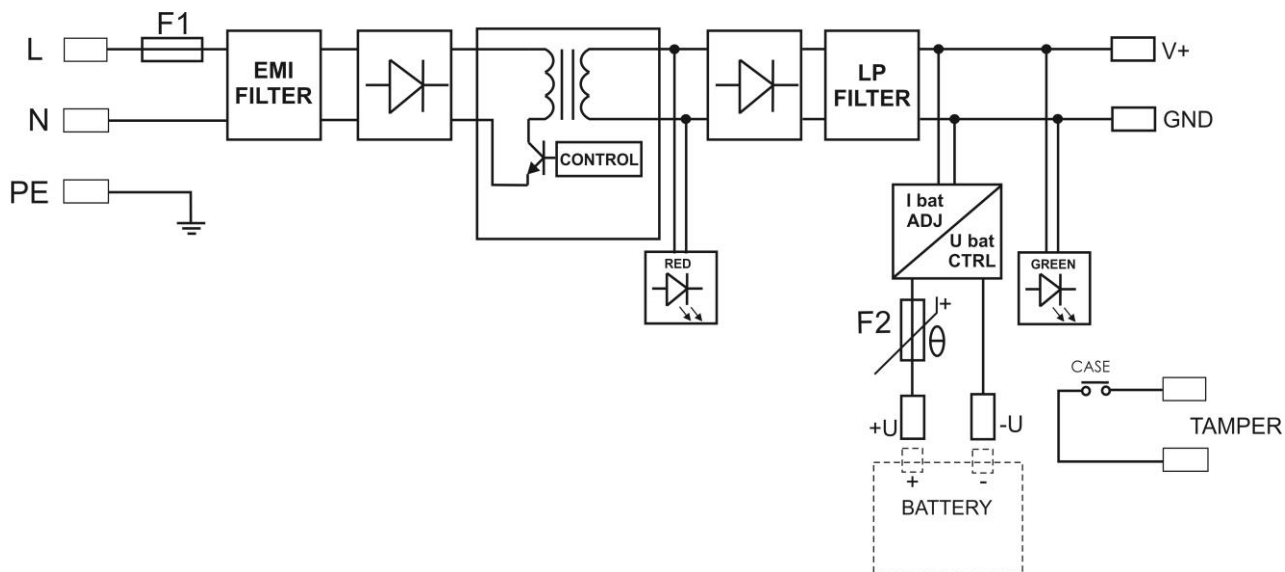 L
F1
N
PE
EMI
FILTER
CONTROL
RED
LP
FILTER
V+
GND
I bat
ADJ
U bat
CTRL
GREEN
F2
I+
θ
+U
-U
+
-
BATTERY
CASE
TAMPER